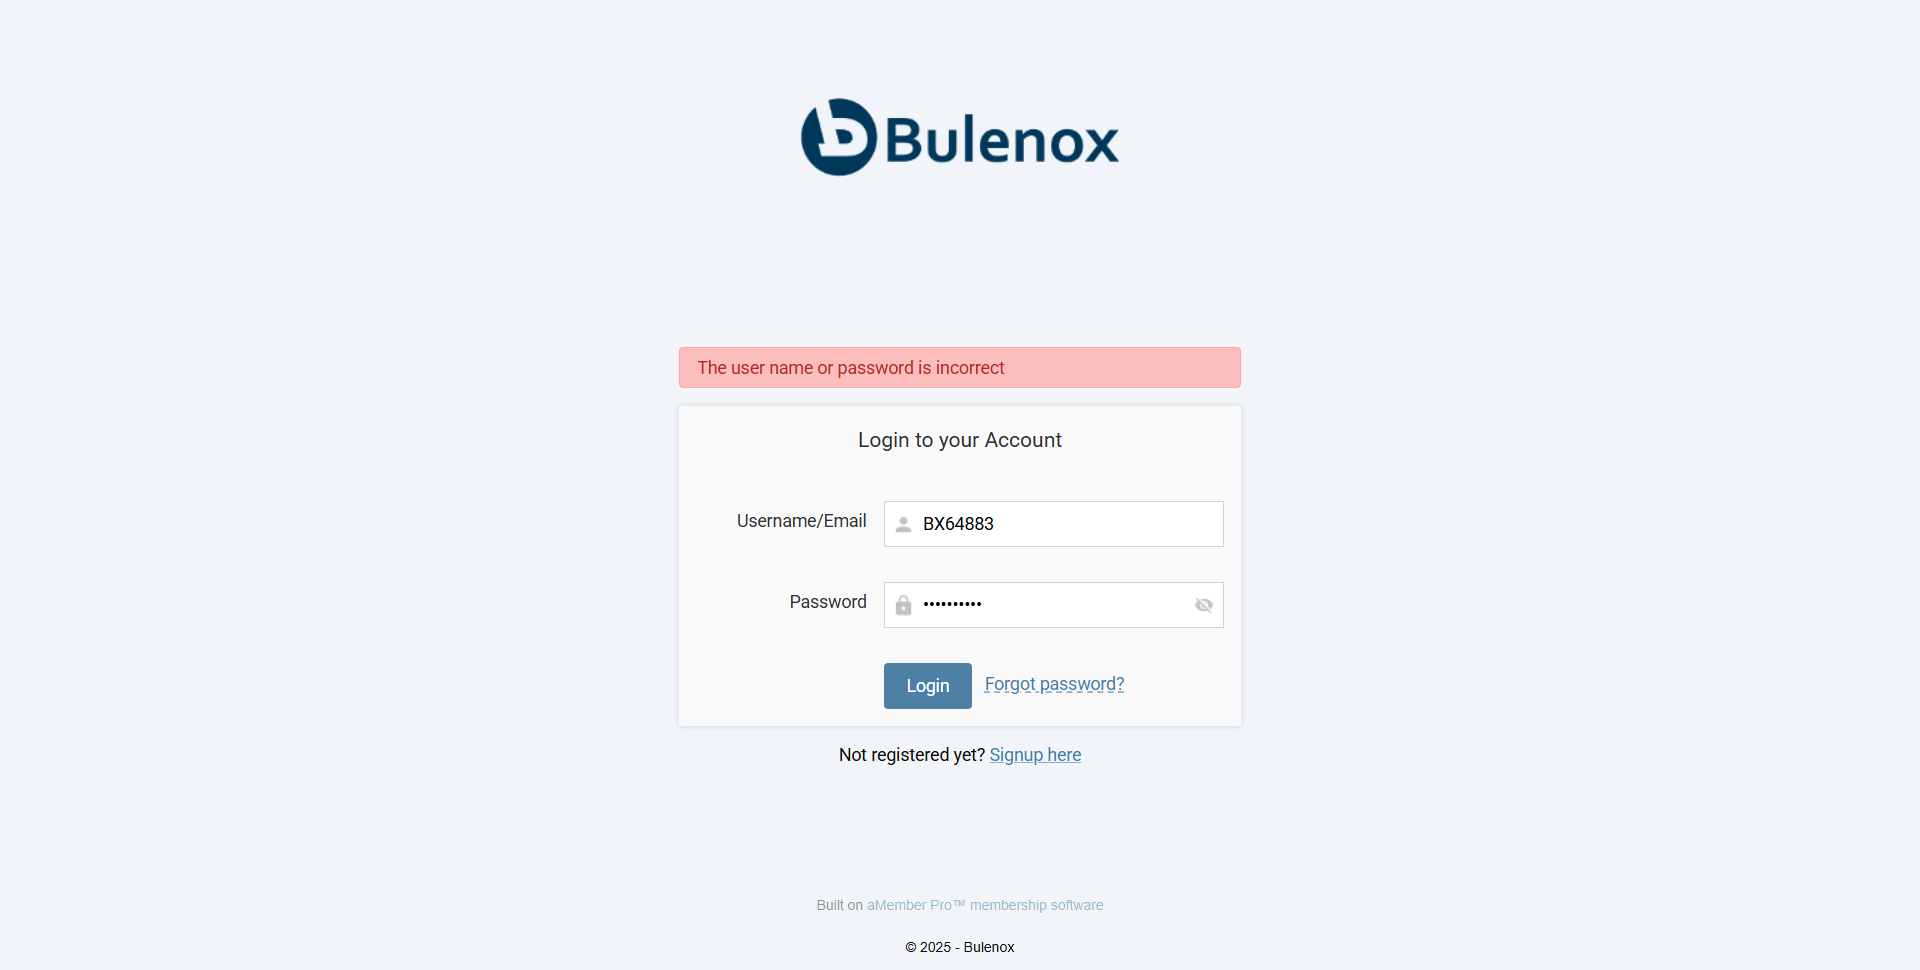 Bulenox
The user name or password is incorrect
Login to your Account
Username/Email
BX64883
Password
••••••••••
Login
Forgot password?
Not registered yet? Signup here
Built on aMember Pro™ membership software
© 2025 - Bulenox